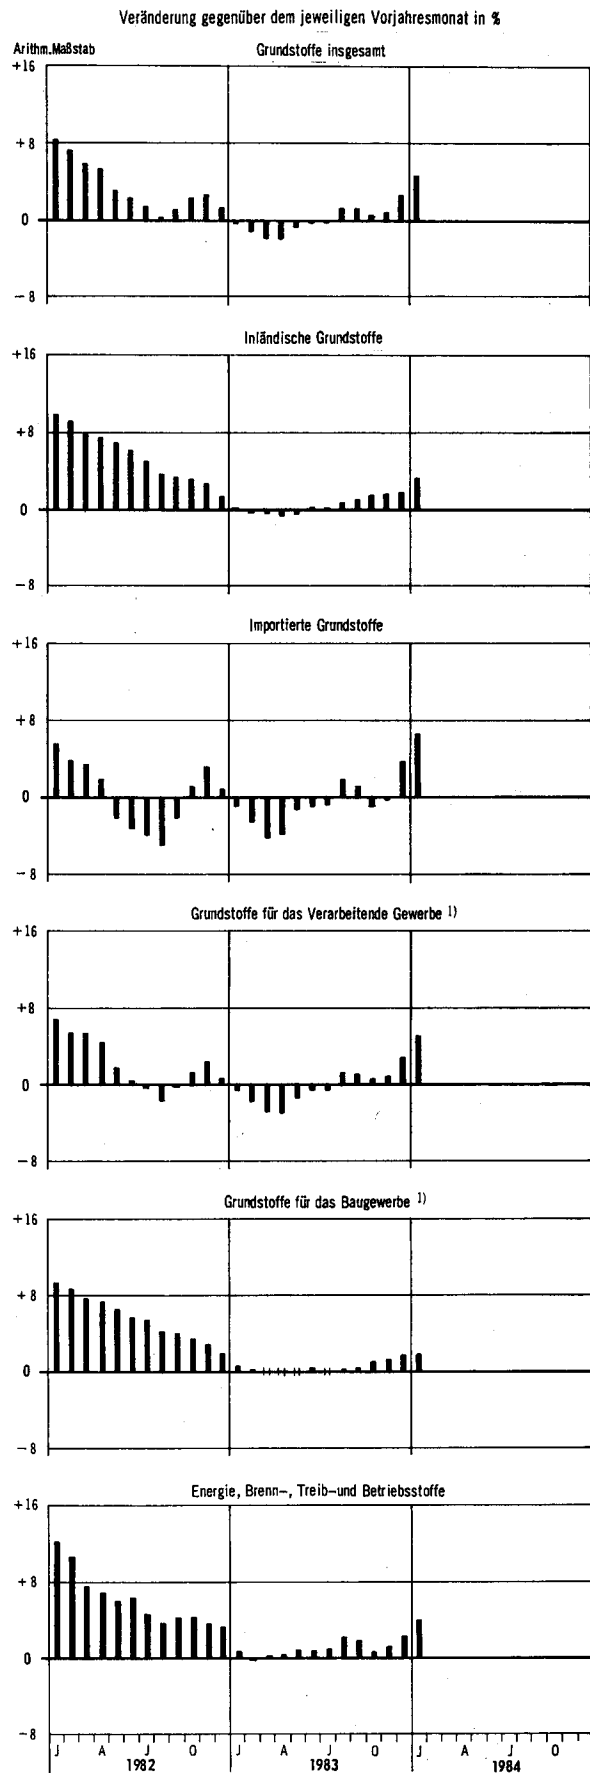 Veränderung gegenüber dem jeweiligen Vorjahresmonat in %
Arithm.Maßstab
Grundstoffe insgesamt
+16
+8
0
−8
Inländische Grundstoffe
+16
+8
0
−8
Importierte Grundstoffe
+16
+8
0
−8
Grundstoffe für das Verarbeitende Gewerbe 1)
+16
+8
0
−8
Grundstoffe für das Baugewerbe 1)
+16
+8
0
−8
Energie, Brenn-, Treib-und Betriebsstoffe
+16
+8
0
−8
J A J O J A J O J A J O
1982 1983 1984